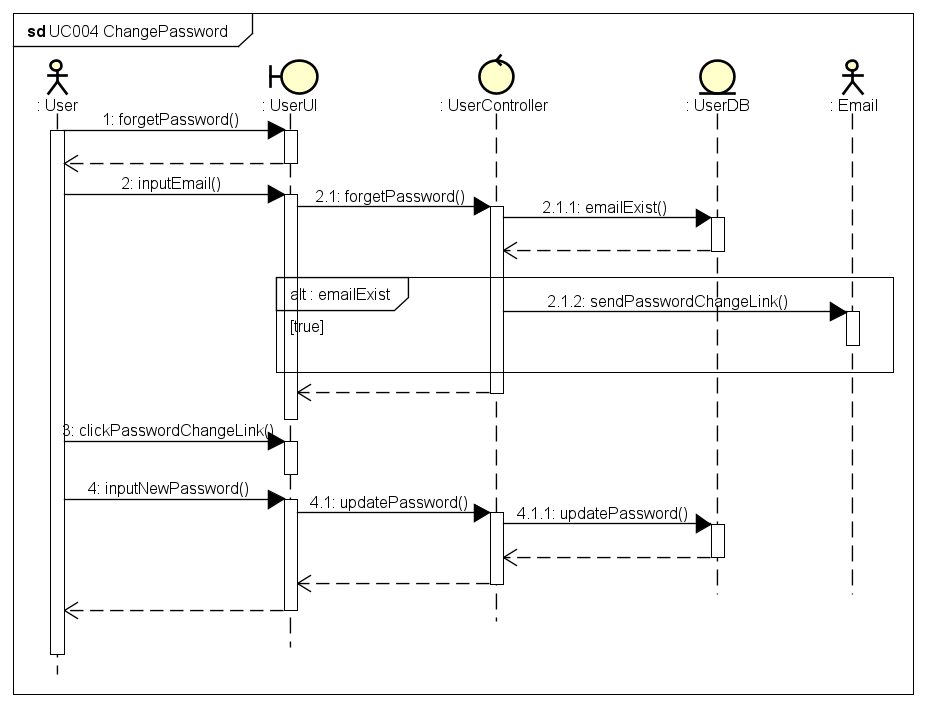 sd UC004 ChangePassword
: User
: UserUI
: UserController
: UserDB
: Email
1: forgetPassword()
2: inputEmail()
2.1: forgetPassword()
2.1.1: emailExist()
alt : emailExist
2.1.2: sendPasswordChangeLink()
[true]
3: clickPasswordChangeLink()
4: inputNewPassword()
4.1: updatePassword()
4.1.1: updatePassword()